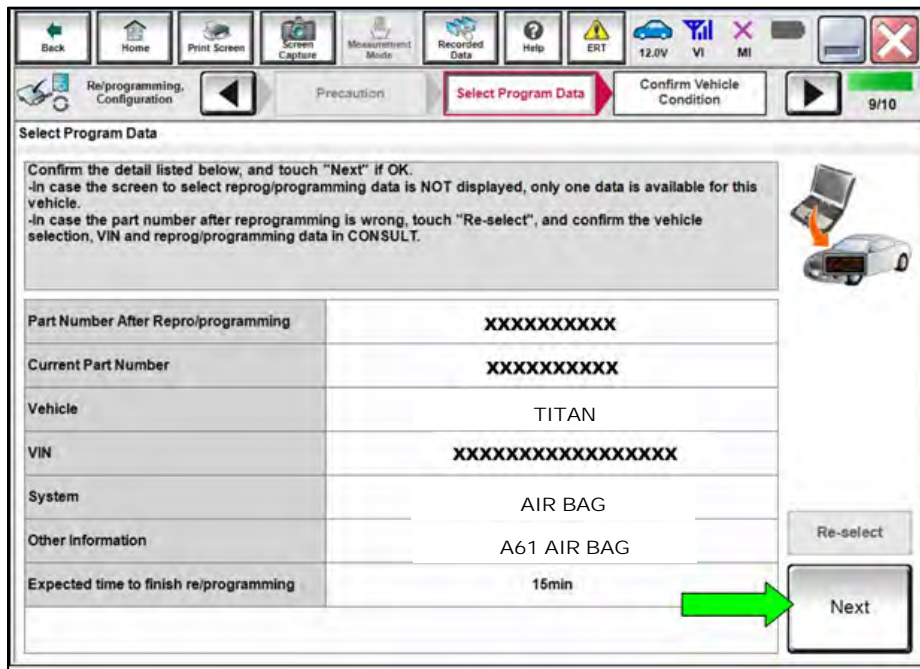 Back
Home
Print Screen
Screen
Capture
Measurement
Mode
Recorded
Data
Help
ERT
12.0V
VI
MI
Re/programming,
Configuration
Precaution
Select Program Data
Confirm Vehicle
Condition
9/10
Select Program Data
Confirm the detail listed below, and touch "Next" if OK.
-In case the screen to select reprog/programming data is NOT displayed, only one data is available for this
vehicle.
-In case the part number after reprogramming is wrong, touch "Re-select", and confirm the vehicle
selection, VIN and reprog/programming data in CONSULT.
Part Number After Repro/programming
XXXXXXXXXX
Current Part Number
XXXXXXXXXX
Vehicle
TITAN
VIN
XXXXXXXXXXXXXXXXX
System
AIR BAG
Other Information
A61 AIR BAG
Expected time to finish re/programming
15min
Re-select
Next